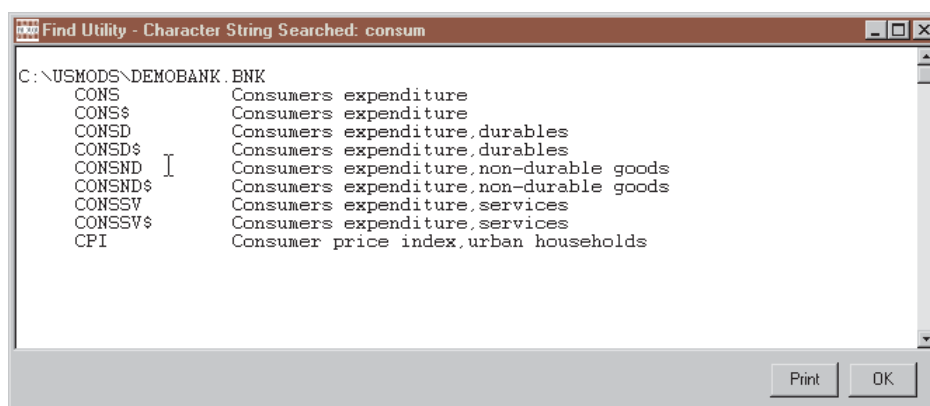 Find Utility - Character String Searched: consum
C:\USMODS\DEMOBANK.BNK
CONS Consumers expenditure
CONS$ Consumers expenditure
CONSD Consumers expenditure,durables
CONSD$ Consumers expenditure,durables
CONSND Consumers expenditure,non-durable goods
CONSND$ Consumers expenditure,non-durable goods
CONSSV Consumers expenditure,services
CONSSV$ Consumers expenditure,services
CPI Consumer price index,urban households
Print OK